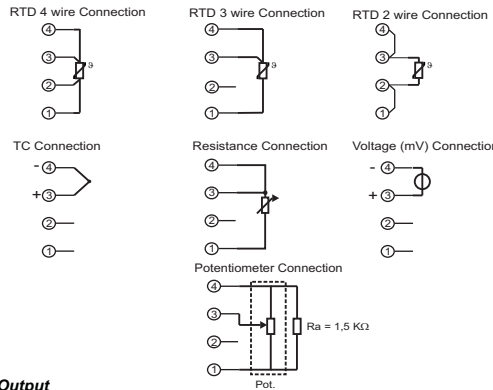 RTD 4 wire Connection
RTD 3 wire Connection
RTD 2 wire Connection
4
3
2
1
ϑ
4
3
2
1
ϑ
4
3
2
1
ϑ
TC Connection
Resistance Connection
Voltage (mV) Connection
- 4
+ 3
2
1
4
3
2
1
- 4
+ 3
2
1
Potentiometer Connection
4
3
2
1
Ra = 1,5 KΩ
Pot.
Output